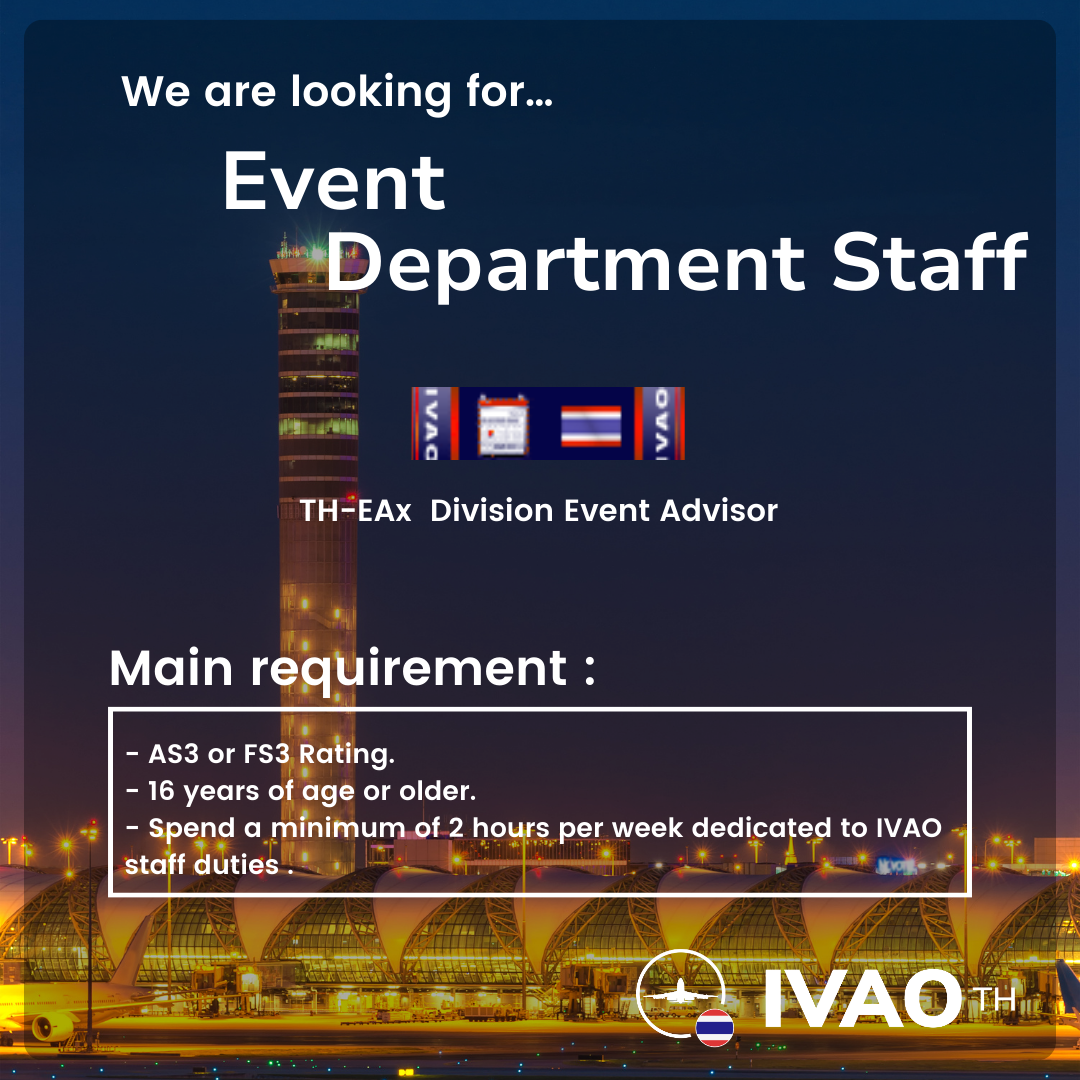 We are looking for...
Event
Department Staff
IVAO
IVAO
TH-EAx Division Event Advisor
Main requirement :
- AS3 or FS3 Rating.
- 16 years of age or older.
- Spend a minimum of 2 hours per week dedicated to IVAO
staff duties .
IVAO TH